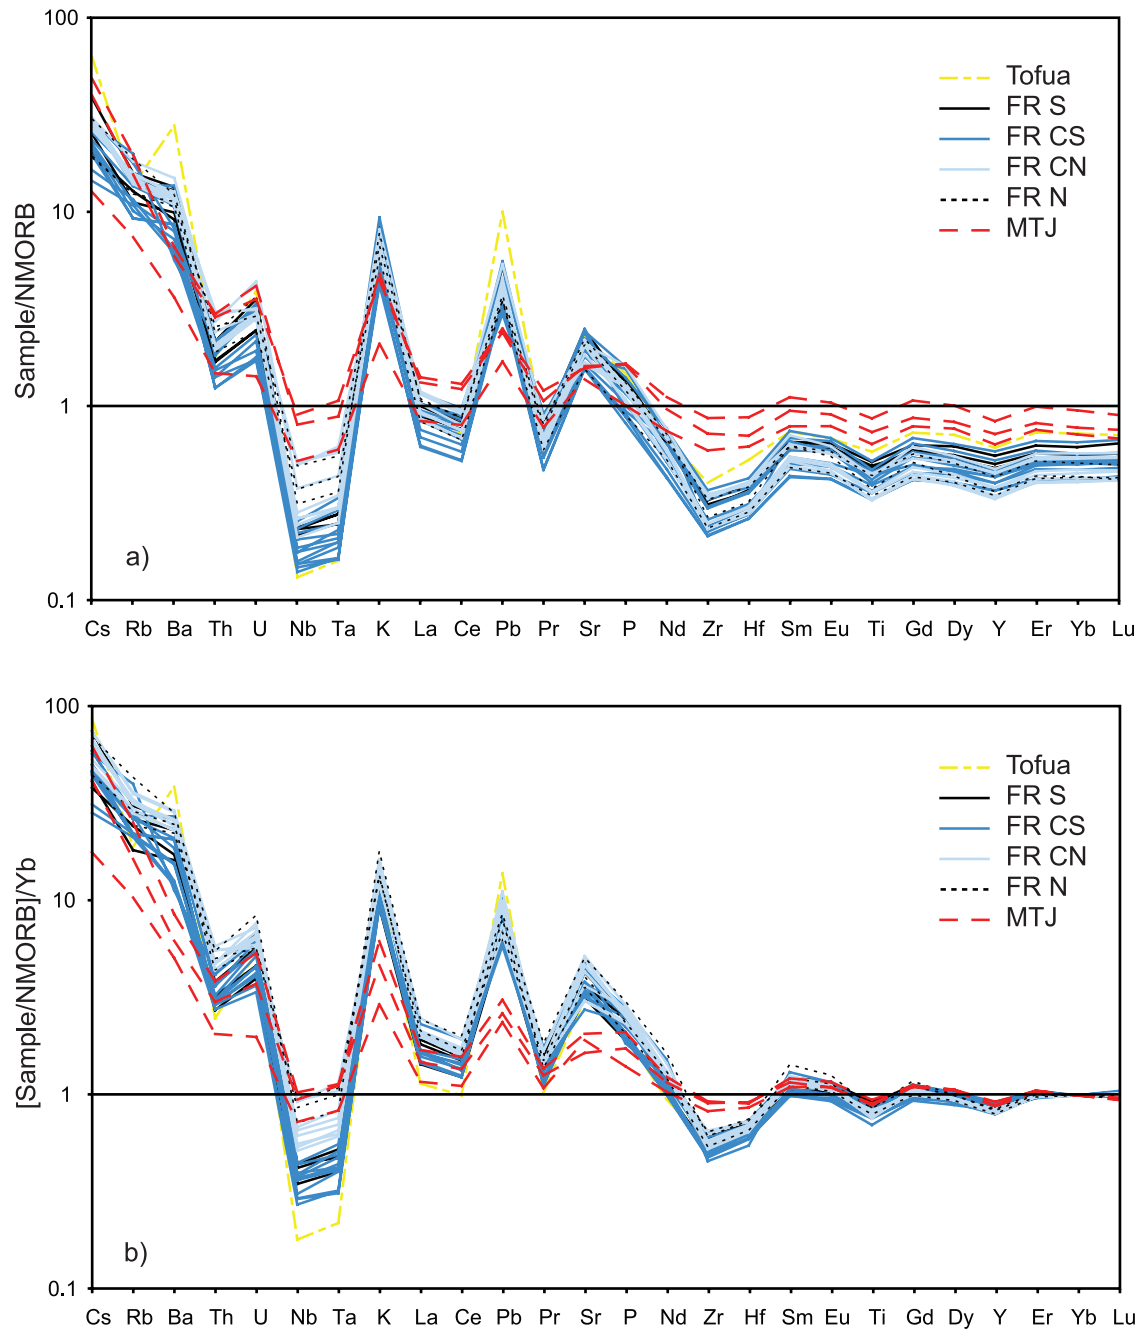 100
10
1
0.1
Sample/NMORB
Tofua
FR S
FR CS
FR CN
FR N
MTJ
a)
Cs Rb Ba Th U Nb Ta K La Ce Pb Pr Sr P Nd Zr Hf Sm Eu Ti Gd Dy Y Er Yb Lu
100
10
1
0.1
[Sample/NMORB]/Yb
Tofua
FR S
FR CS
FR CN
FR N
MTJ
b)
Cs Rb Ba Th U Nb Ta K La Ce Pb Pr Sr P Nd Zr Hf Sm Eu Ti Gd Dy Y Er Yb Lu